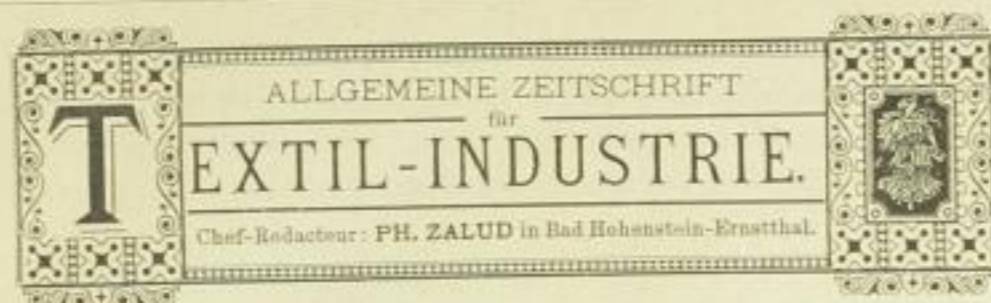 ALLGEMEINE ZEITSCHRIFT
für
TEXTIL-INDUSTRIE.
Chef-Redacteur: PH. ZALUD in Bad Hohenstein-Ernstthal.